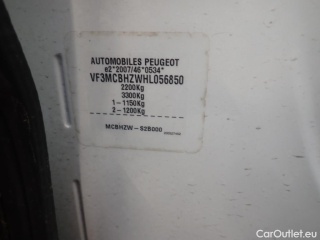 AUTOMOBILES PEUGEOT
e2*2007/46*0534*
VF3MCBHZWHL056850
2200Kg
3300Kg
1-1150Kg
2-1200Kg
MCBHZW-S2B000
CarOutlet.eu